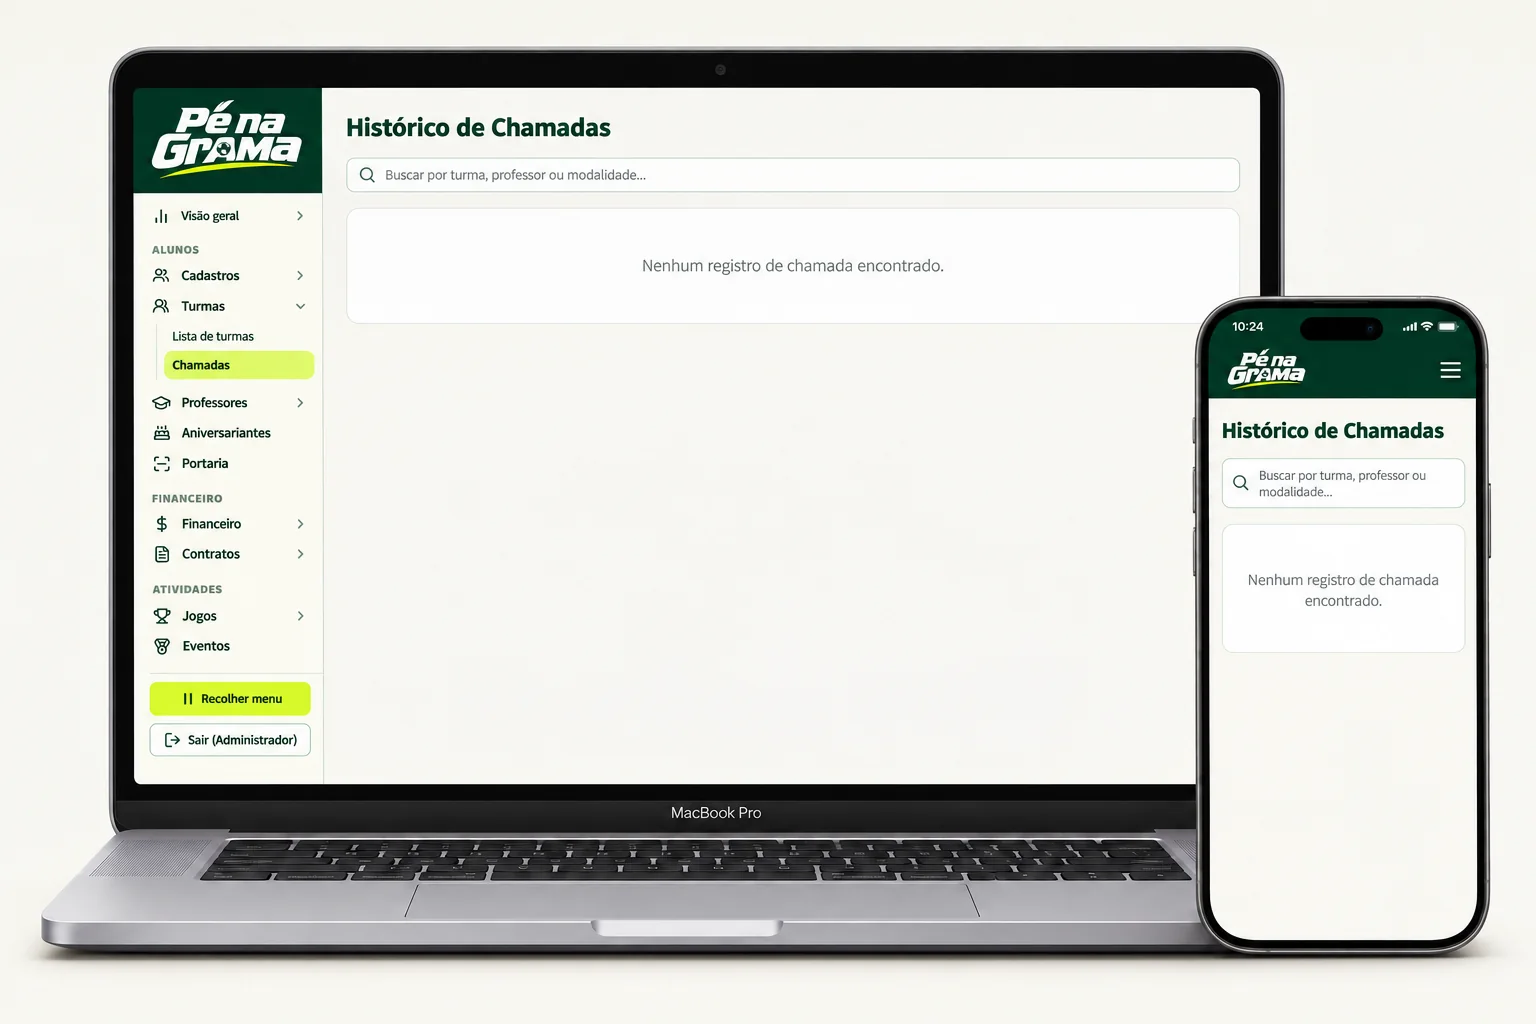 Pé na
Grama
Visão geral
ALUNOS
Cadastros
Turmas
Lista de turmas
Chamadas
Professores
Aniversariantes
Portaria
FINANCEIRO
Financeiro
Contratos
ATIVIDADES
Jogos
Eventos
Recolher menu
Sair (Administrador)
Histórico de Chamadas
Buscar por turma, professor ou modalidade...
Nenhum registro de chamada encontrado.
MacBook Pro
10:24
Pé na
Grama
Histórico de Chamadas
Buscar por turma, professor ou
modalidade...
Nenhum registro de chamada
encontrado.